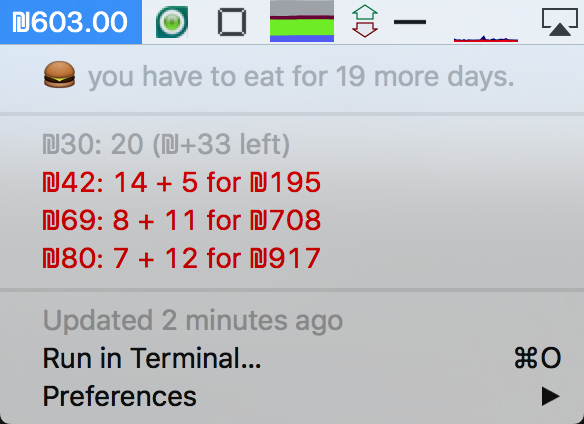 ₪603.00
🍔 you have to eat for 19 more days.
₪30: 20 (₪+33 left)
₪42: 14 + 5 for ₪195
₪69: 8 + 11 for ₪708
₪80: 7 + 12 for ₪917
Updated 2 minutes ago
Run in Terminal... ⌘O
Preferences ▶